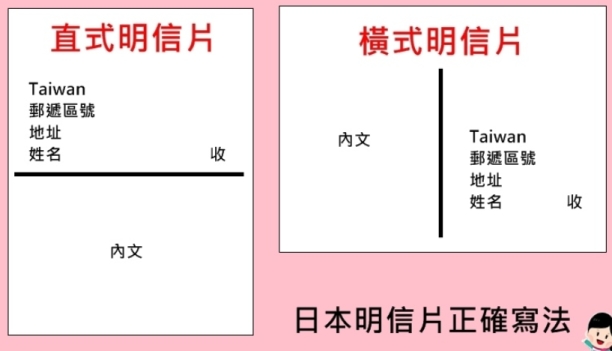 直式明信片
Taiwan
郵遞區號
地址
姓名 收
內文
橫式明信片
內文
Taiwan
郵遞區號
地址
姓名 收
日本明信片正確寫法